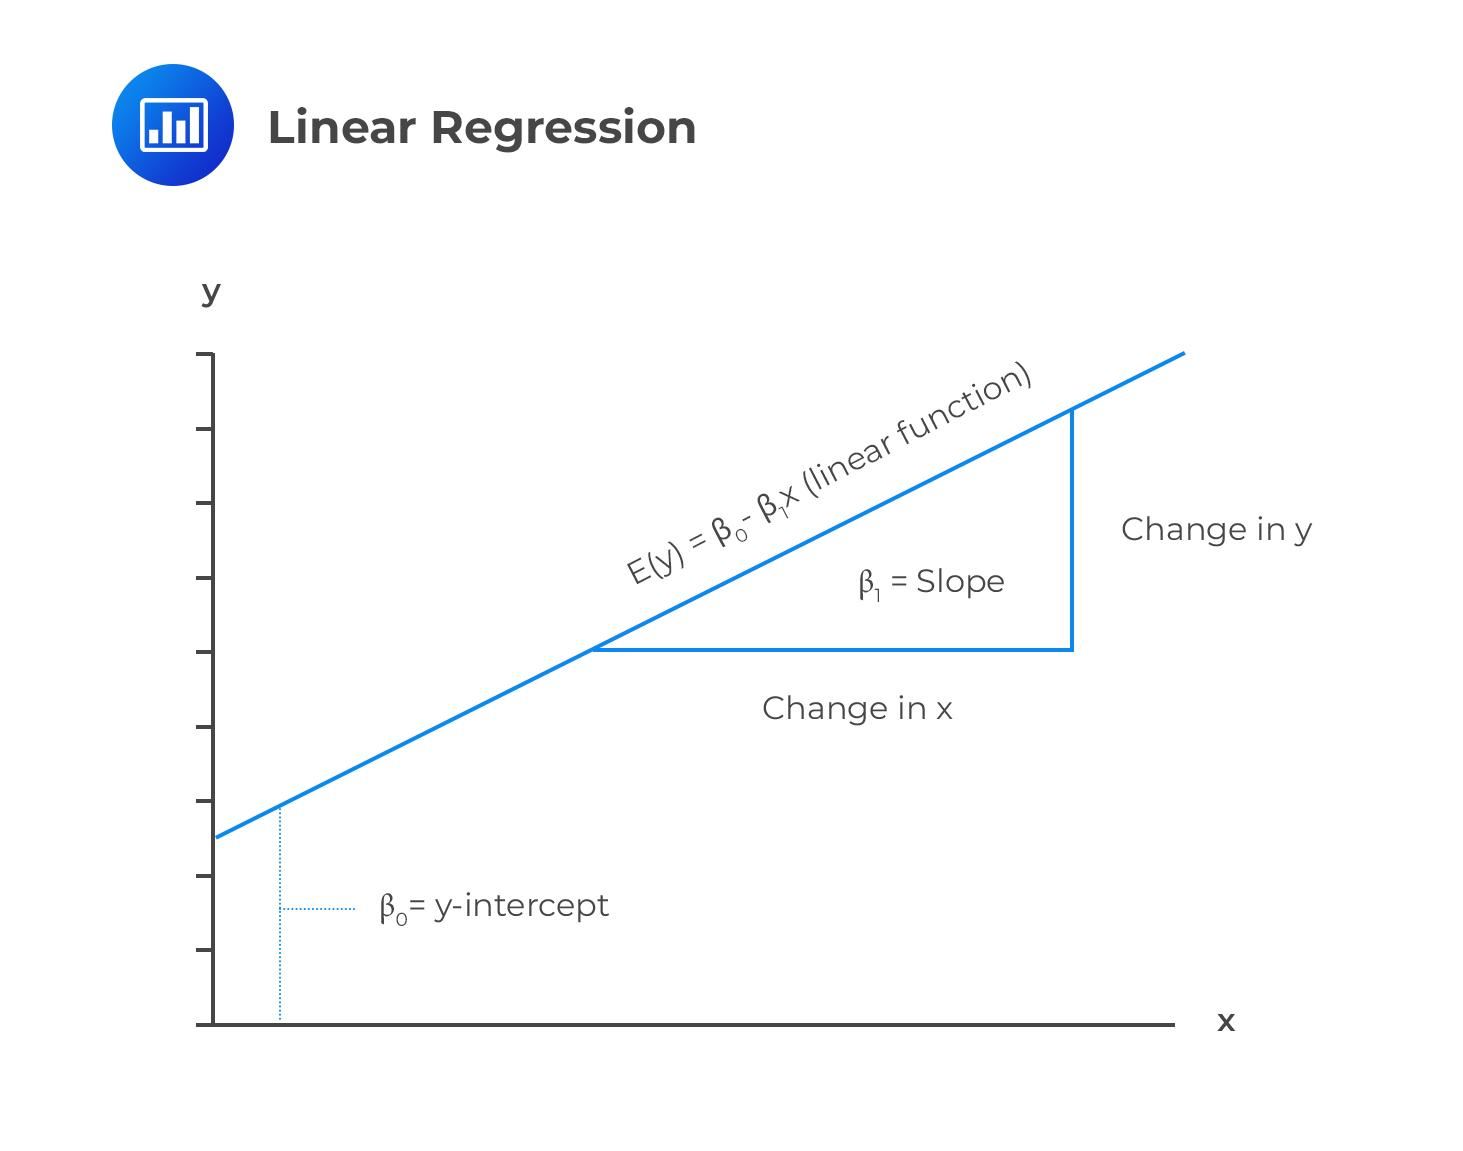 Linear Regression
y
E(y) = β₀- β₁x (linear function)
Change in y
β₁ = Slope
Change in x
β₀= y-intercept
x